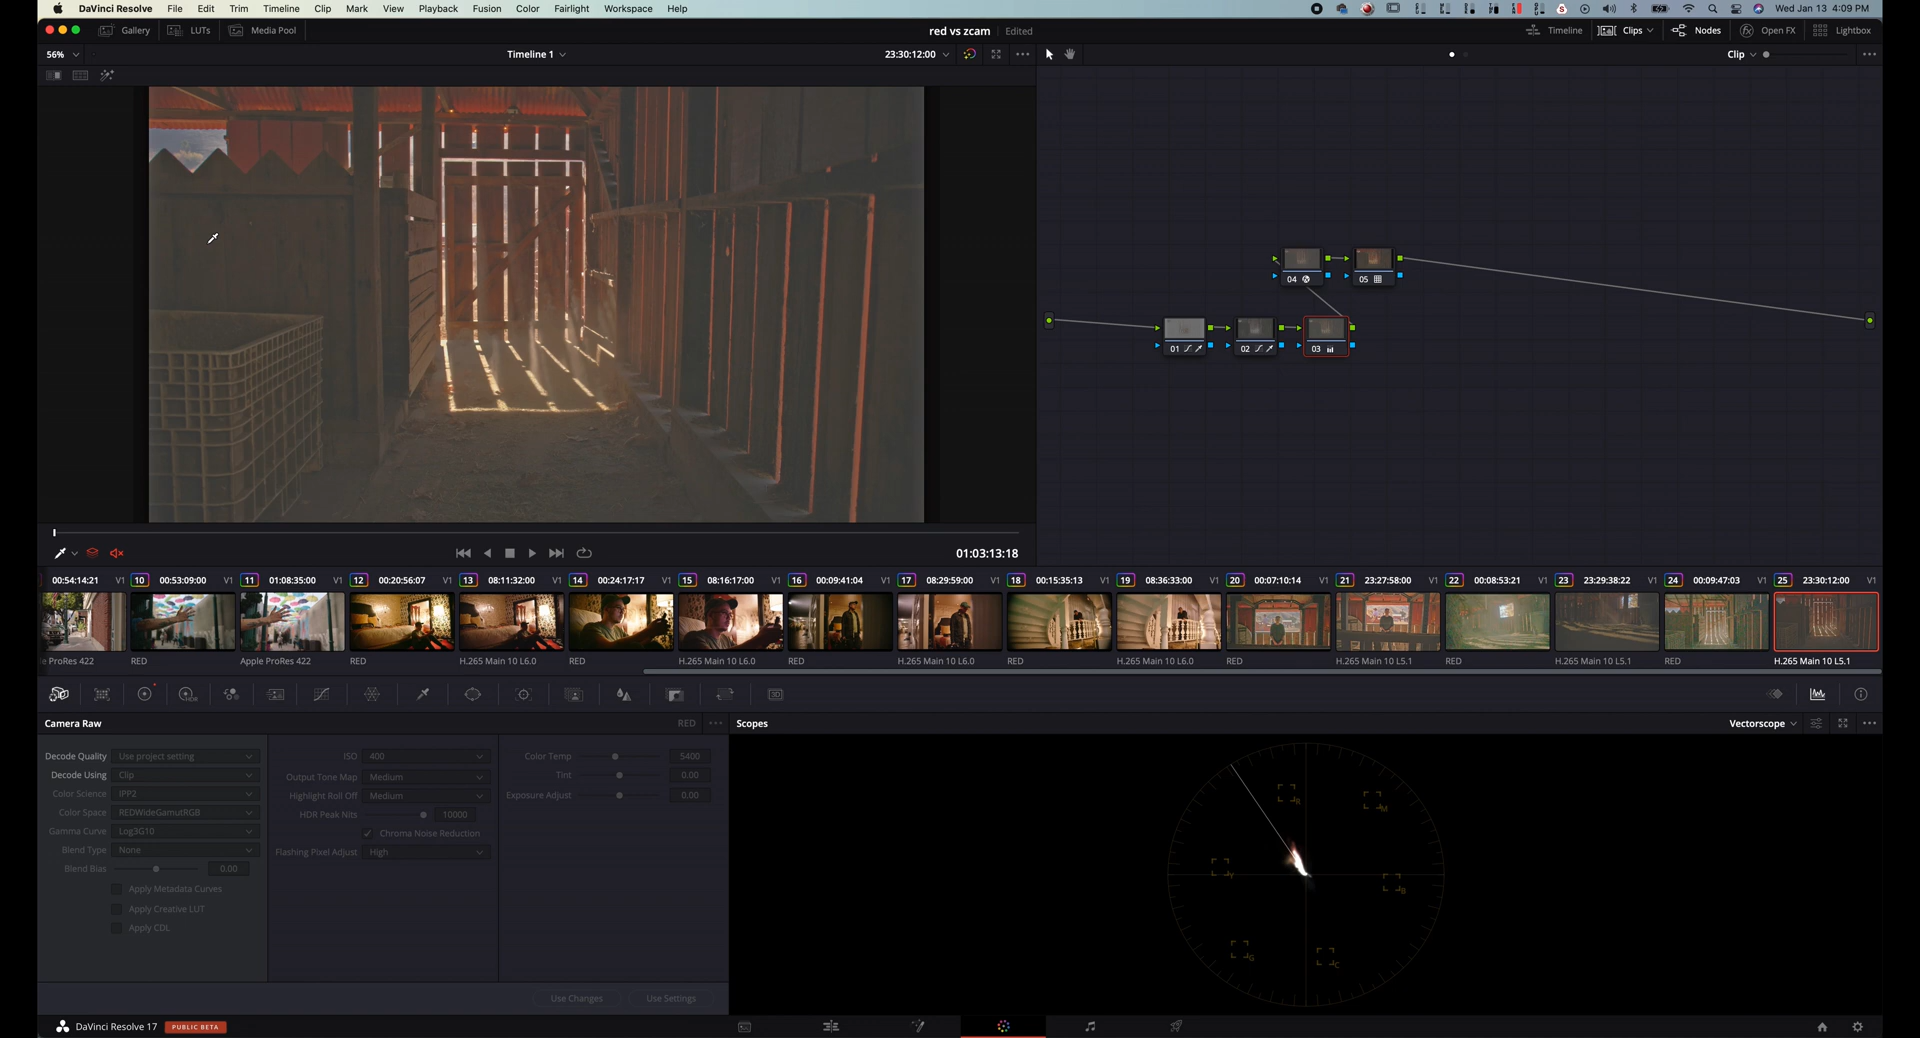 DaVinci Resolve File Edit Trim Timeline Clip Mark View Playback Fusion Color Fairlight Workspace Help Wed Jan 13 4:09 PM
Gallery LUTs Media Pool red vs zcam Edited Timeline Clips Nodes Open FX Lightbox
56% Timeline 1 23:30:12:00 Clip
04 05
01 02 03
01:03:13:18
00:54:14:21 V1 10 00:53:09:00 V1 11 01:08:35:00 V1 12 00:20:56:07 V1 13 08:11:32:00 V1 14 00:24:17:17 V1 15 08:16:17:00 V1 16 00:09:41:04 V1 17 08:29:59:00 V1 18 00:15:35:13 V1 19 08:36:33:00 V1 20 00:07:10:14 V1 21 23:27:58:00 V1 22 00:08:53:21 V1 23 23:29:38:22 V1 24 00:09:47:03 V1 25 23:30:12:00 V1
e ProRes 422 RED Apple ProRes 422 RED H.265 Main 10 L6.0 RED H.265 Main 10 L6.0 RED H.265 Main 10 L6.0 RED H.265 Main 10 L6.0 RED H.265 Main 10 L5.1 RED H.265 Main 10 L5.1 RED H.265 Main 10 L5.1
Camera Raw RED Scopes Vectorscope
Decode Quality Use project setting ISO 400 Color Temp 5400
Decode Using Clip Output Tone Map Medium Tint 0.00
Color Science IPP2 Highlight Roll Off Medium Exposure Adjust 0.00
Color Space REDWideGamutRGB HDR Peak Nits 10000
Gamma Curve Log3G10 Chroma Noise Reduction
Blend Type None Flashing Pixel Adjust High
Blend Bias 0.00
Apply Metadata Curves
Apply Creative LUT
Apply CDL
R M
Y B
G C
Use Changes Use Settings
DaVinci Resolve 17 PUBLIC BETA